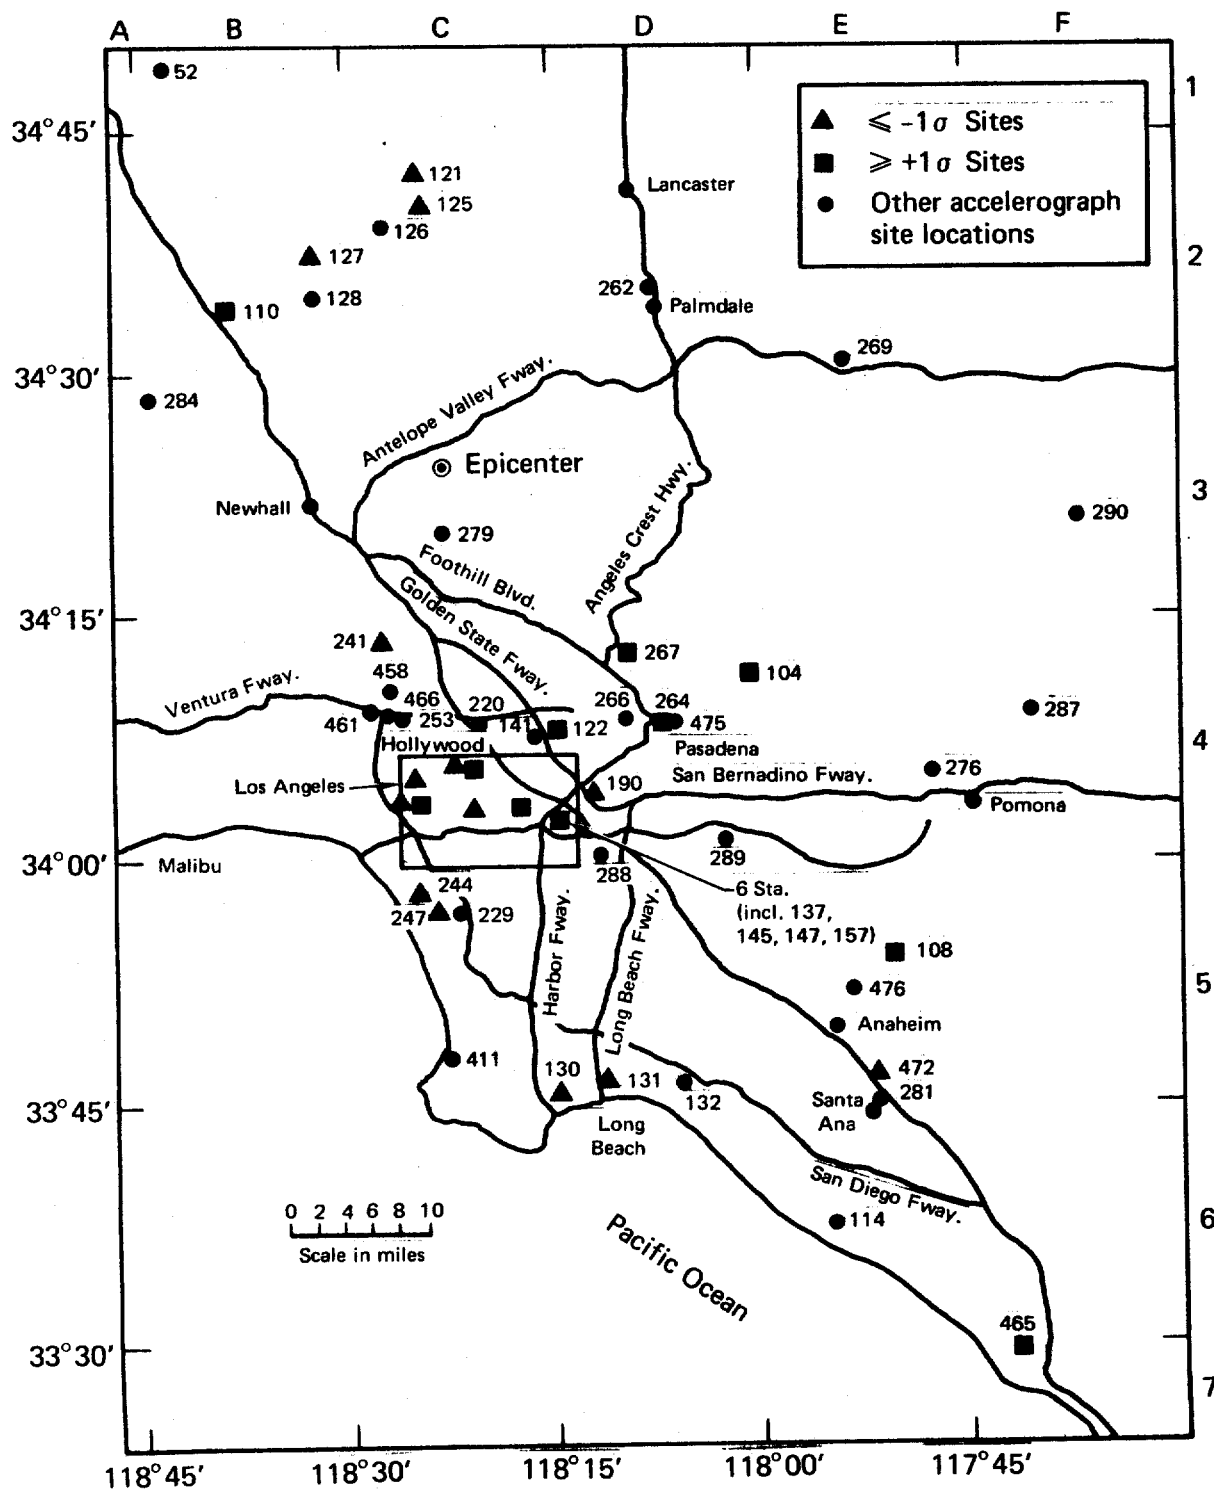 A B C D E F
52
1
≤ -1σ Sites
≥ +1σ Sites
Other accelerograph
site locations
34°45′
121
Lancaster
125
126
127
2
262
128
Palmdale
110
269
34°30′
284
Antelope Valley Fway.
Epicenter
Newhall
3
290
279
Angeles Crest Hwy.
Foothill Blvd.
Golden State Fway.
34°15′
241
267
458
104
Ventura Fway.
466
220
266
264
287
461
253
141
122
475
4
Hollywood
Pasadena
276
San Bernadino Fway.
Los Angeles
190
Pomona
34°00′
Malibu
289
288
244
6 Sta.
(incl. 137,
145, 147, 157)
247
229
Harbor Fway.
Long Beach Fway.
108
476
5
Anaheim
411
130
131
472
281
132
Santa
Ana
33°45′
Long
Beach
San Diego Fway.
0 2 4 6 8 10
Scale in miles
114
6
Pacific Ocean
465
33°30′
7
118°45′ 118°30′ 118°15′ 118°00′ 117°45′